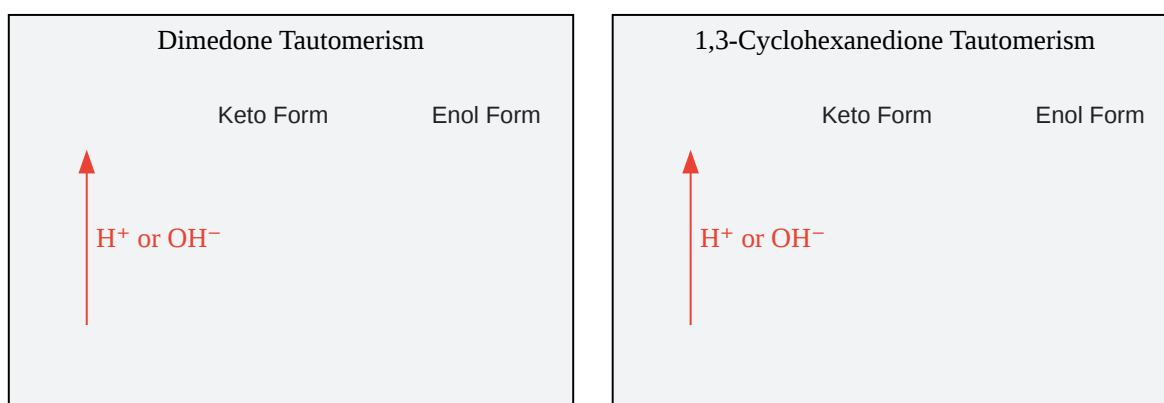 Dimedone Tautomerism
Keto Form
Enol Form
H⁺ or OH⁻
1,3-Cyclohexanedione Tautomerism
Keto Form
Enol Form
H⁺ or OH⁻